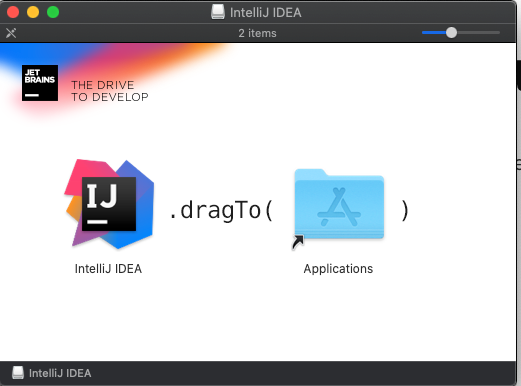 IntelliJ IDEA
2 items
JET
BRAINS
THE DRIVE
TO DEVELOP
IJ
.dragTo( )
IntelliJ IDEA
Applications
IntelliJ IDEA